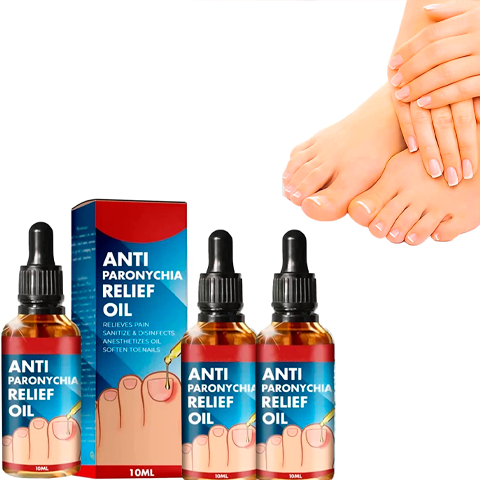 ANTI
PARONYCHIA
RELIEF
OIL
RELIEVES PAIN
SANITIZE & DISINFECTS
ANESTHETIZES OIL
SOFTEN TOENAILS
10ML
ANTI
PARONYCHIA
RELIEF
OIL
10ML
ANTI
PARONYCHIA
RELIEF
OIL
10ML
ANTI
PARONYCHIA
RELIEF
OIL
10ML